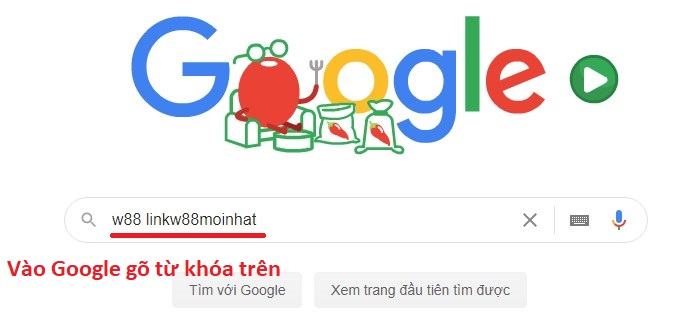 Google
w88 linkw88moinhat
Vào Google gõ từ khóa trên
Tìm với Google
Xem trang đầu tiên tìm được